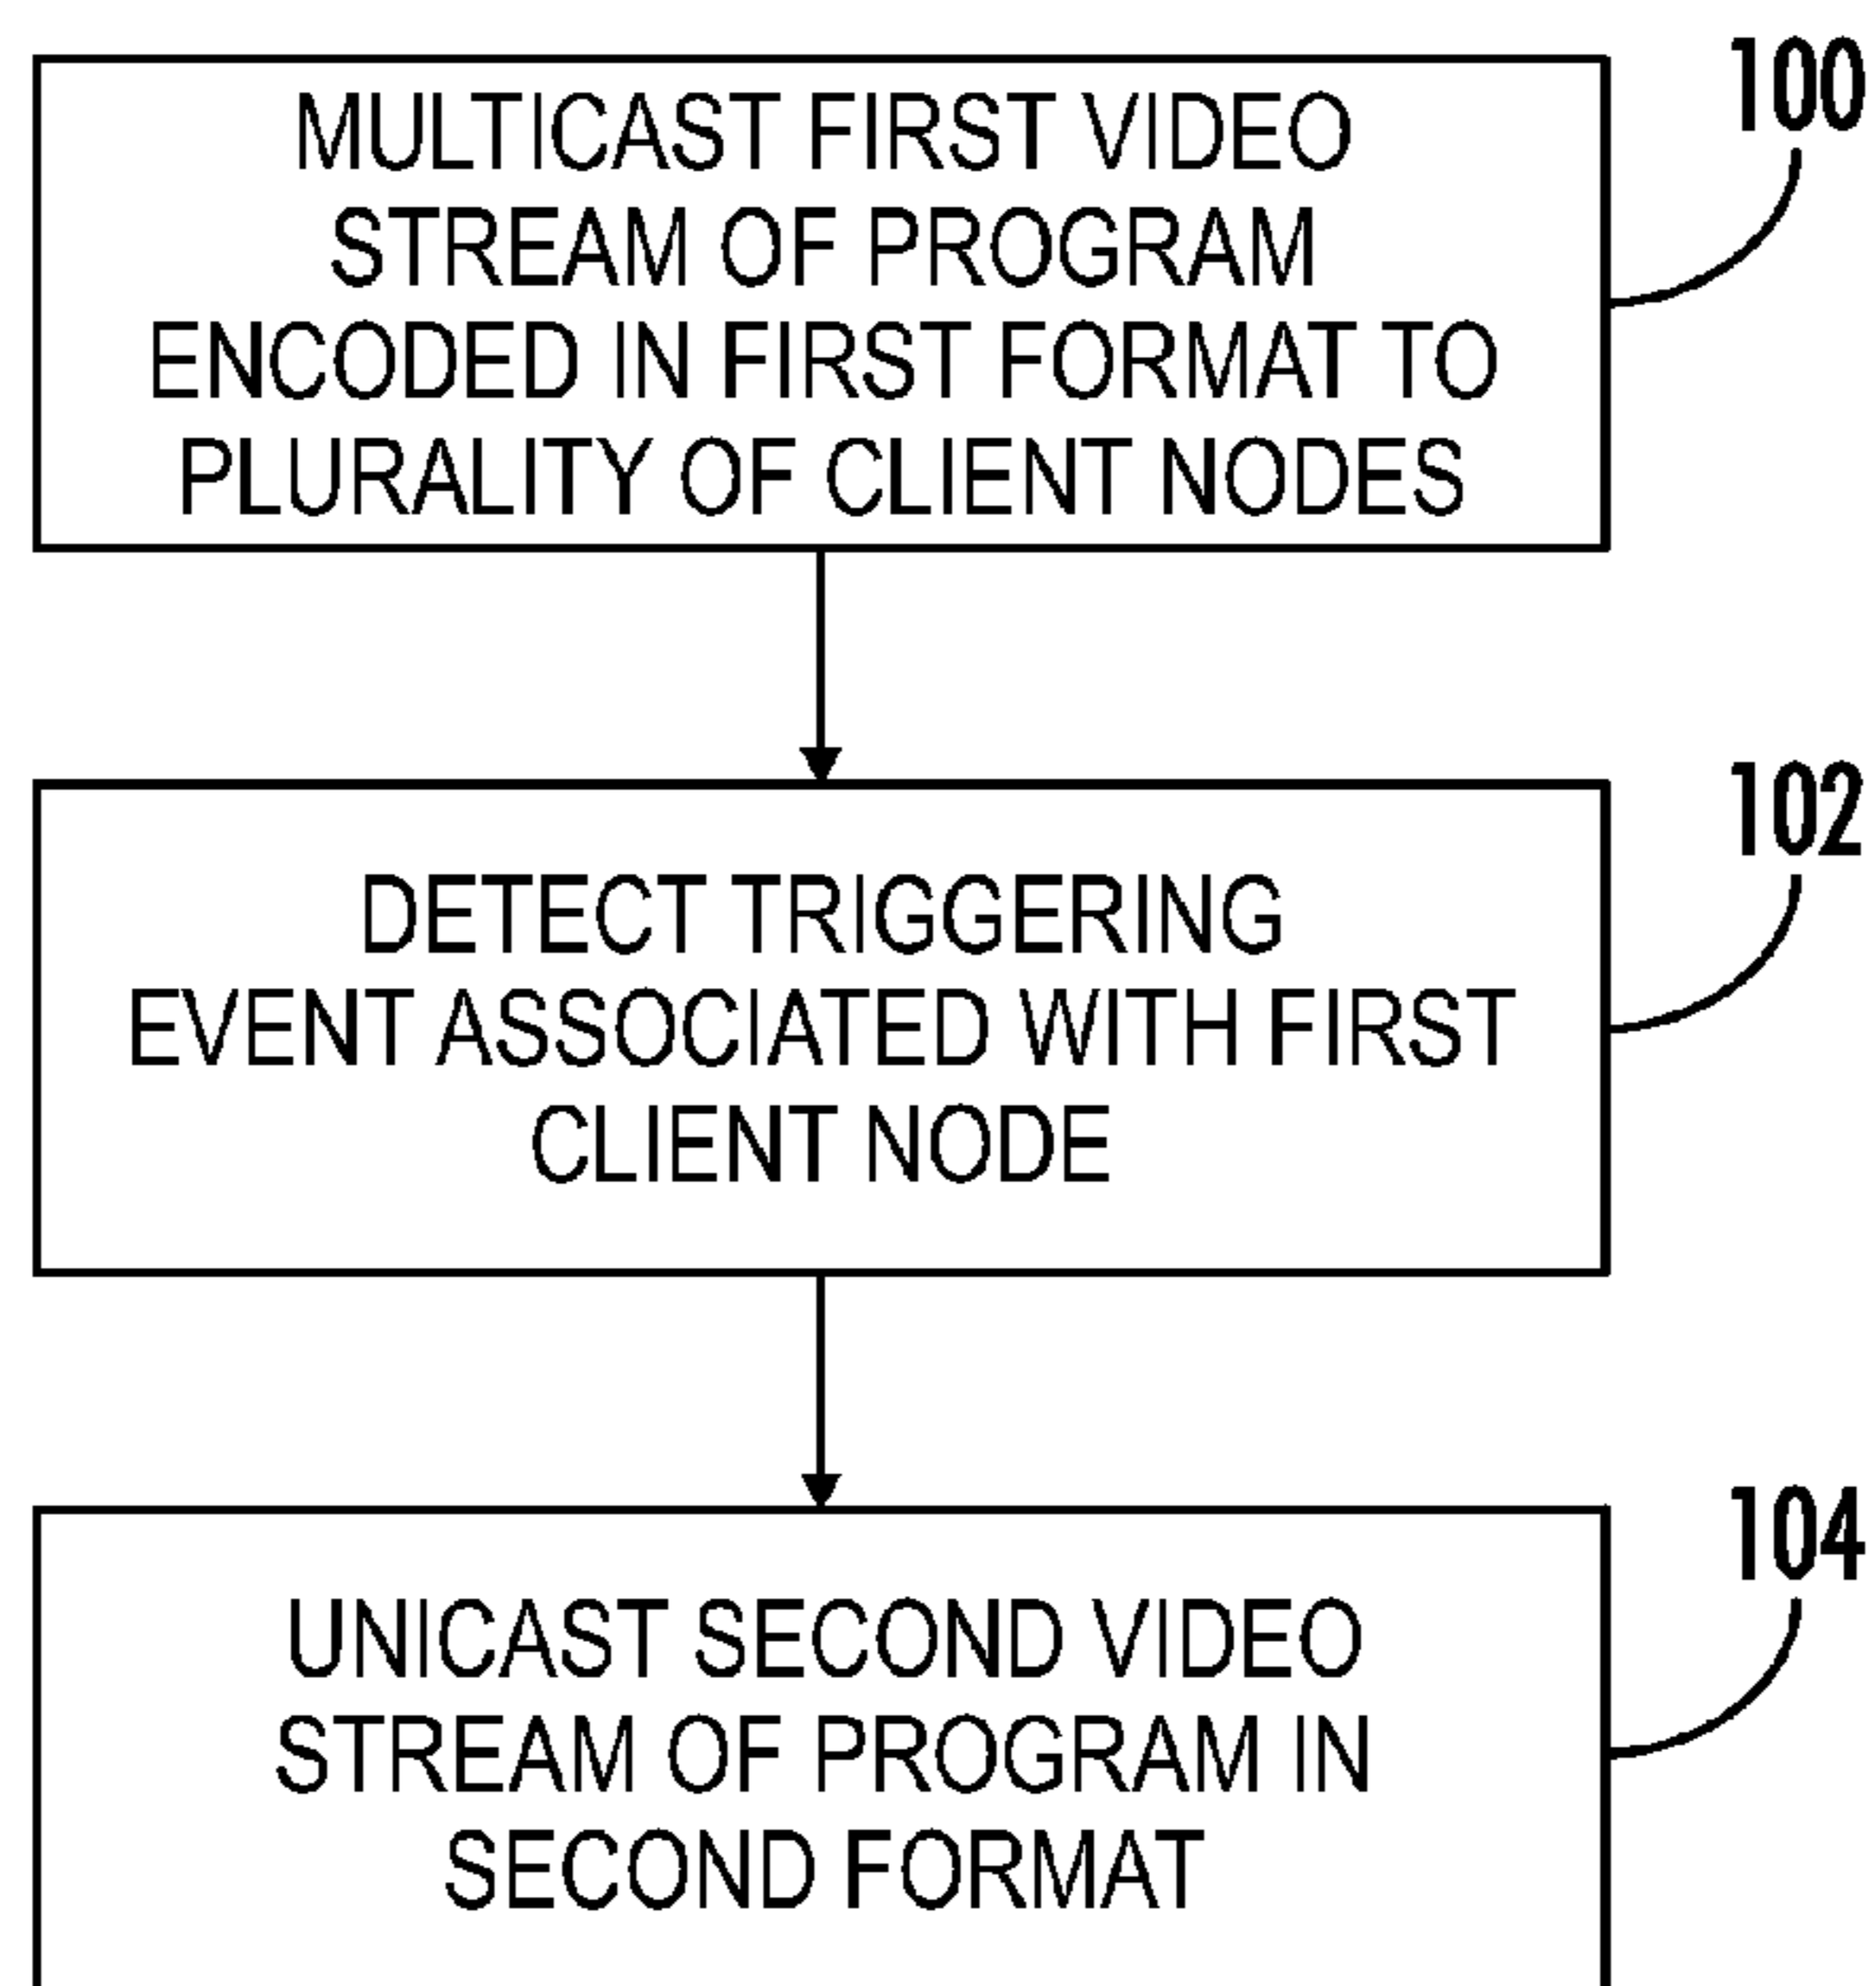 MULTICAST FIRST VIDEO
STREAM OF PROGRAM
ENCODED IN FIRST FORMAT TO
PLURALITY OF CLIENT NODES
100
DETECT TRIGGERING
EVENT ASSOCIATED WITH FIRST
CLIENT NODE
102
UNICAST SECOND VIDEO
STREAM OF PROGRAM IN
SECOND FORMAT
104